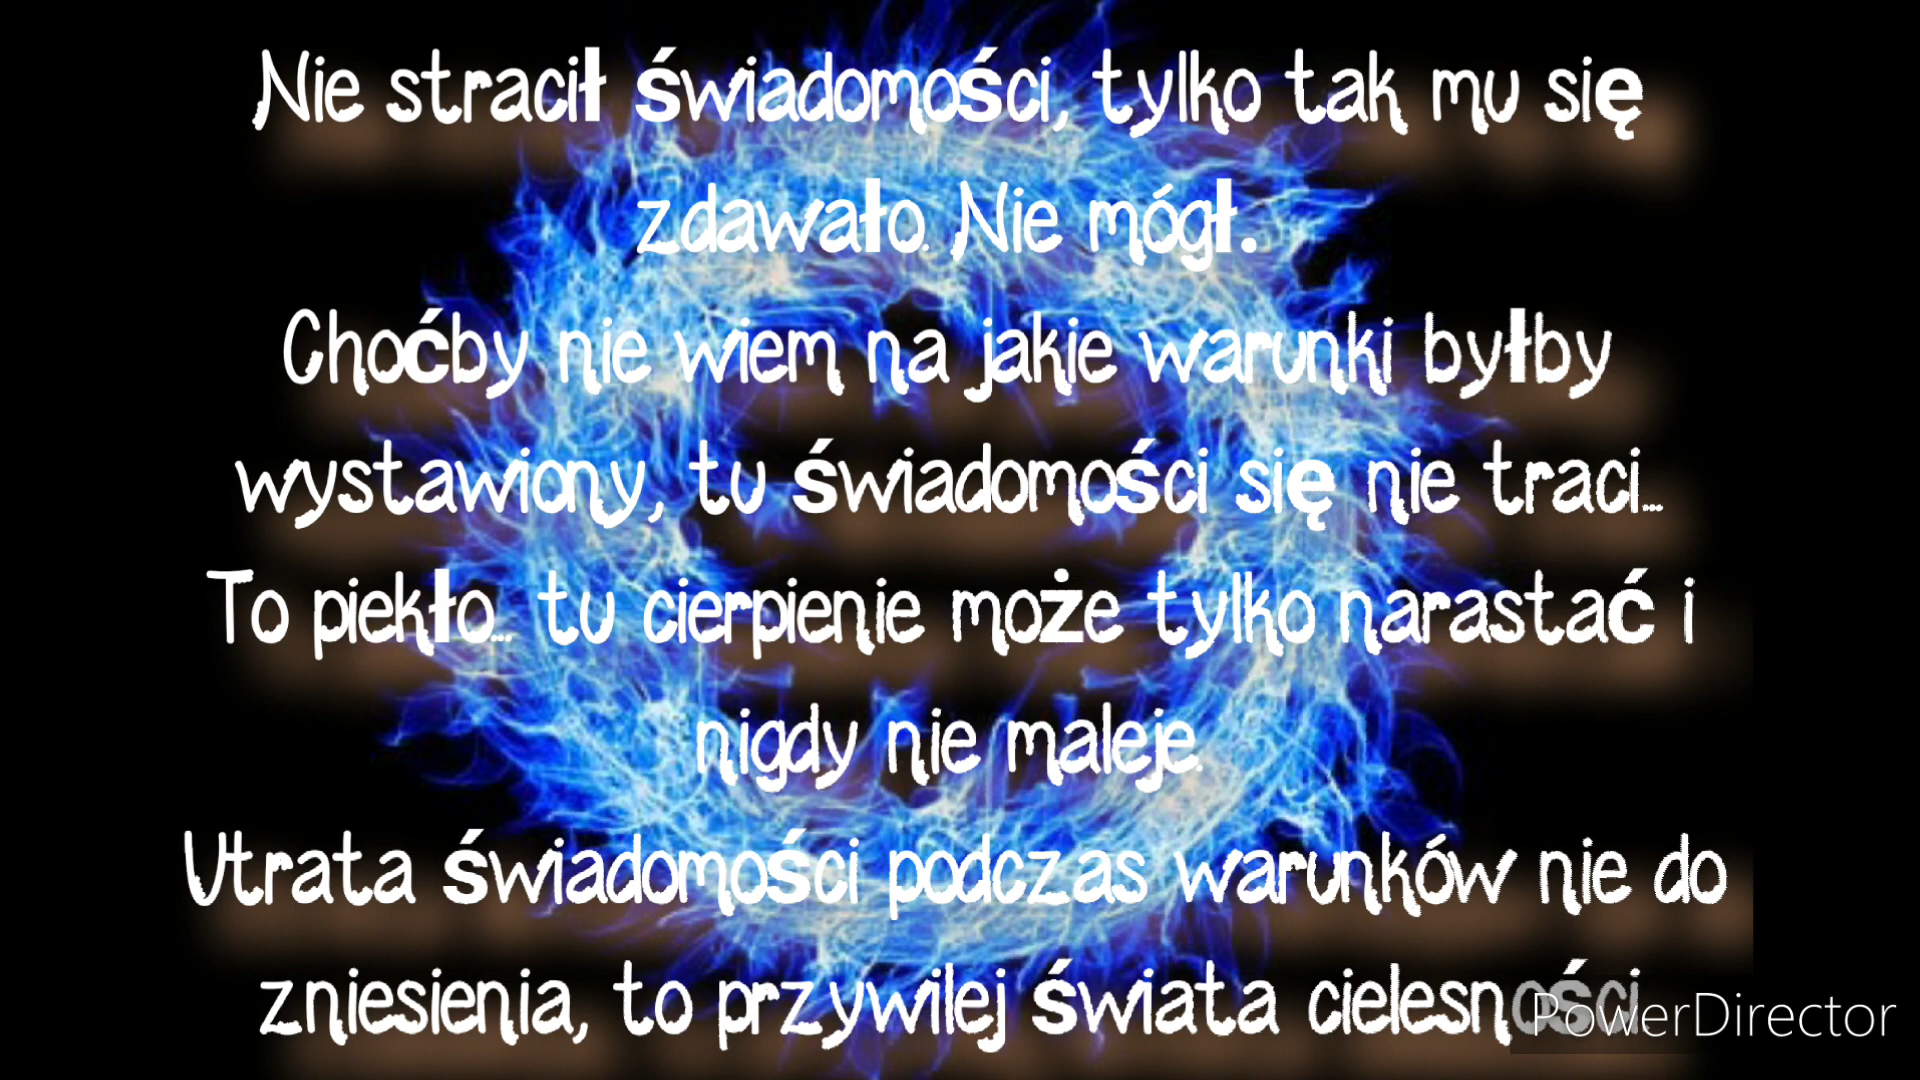 Nie stracił świadomości, tylko tak mu się
zdawało. Nie mógł.
Choćby nie wiem na jakie warunki byłby
wystawiony, tu świadomości się nie traci...
To piekło... tu cierpienie może tylko narastać i
nigdy nie maleje.
Utrata świadomości podczas warunków nie do
zniesienia, to przywilej świata cielesności.
PowerDirector